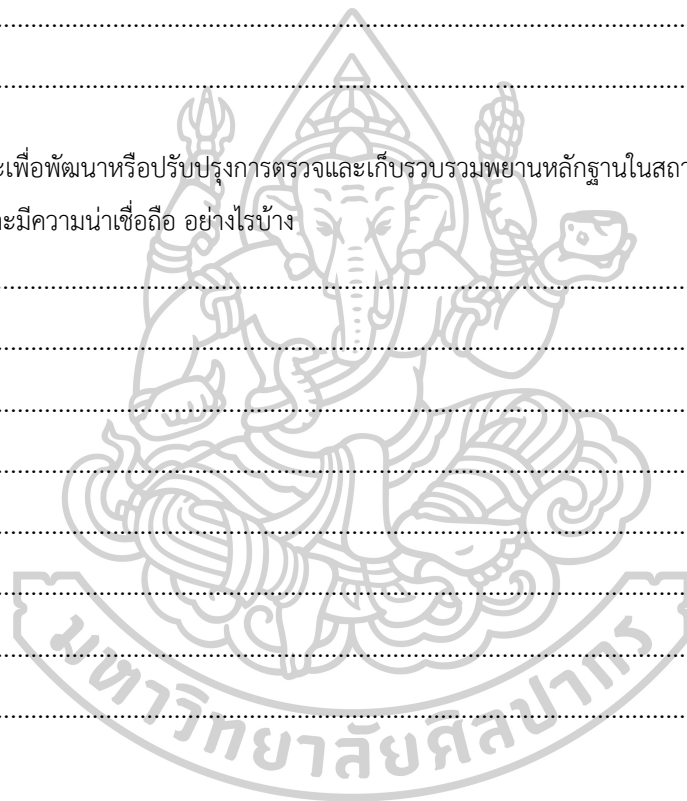 ะเพื่อพัฒนาหรือปรับปรุงการตรวจและเก็บรวบรวมพยานหลักฐานในสถา
ะมีความน่าเชื่อถือ อย่างไรบ้าง
มหาวิทยาลัยศิลปากร